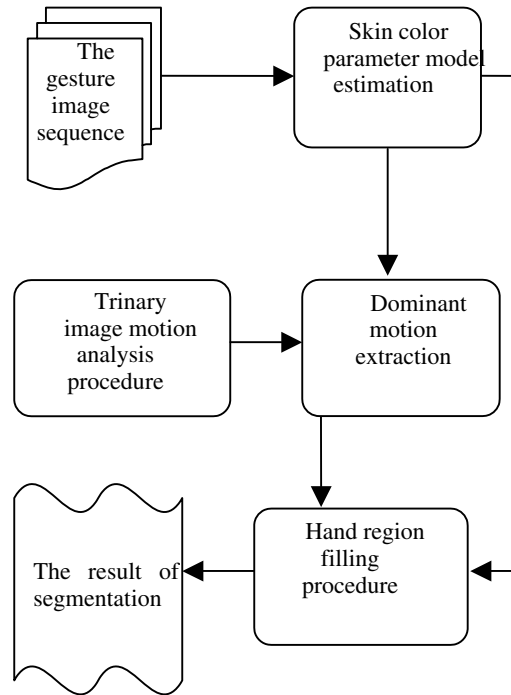 The
gesture
image
sequence
Skin color
parameter model
estimation
Trinary
image motion
analysis
procedure
Dominant
motion
extraction
The result of
segmentation
Hand region
filling
procedure